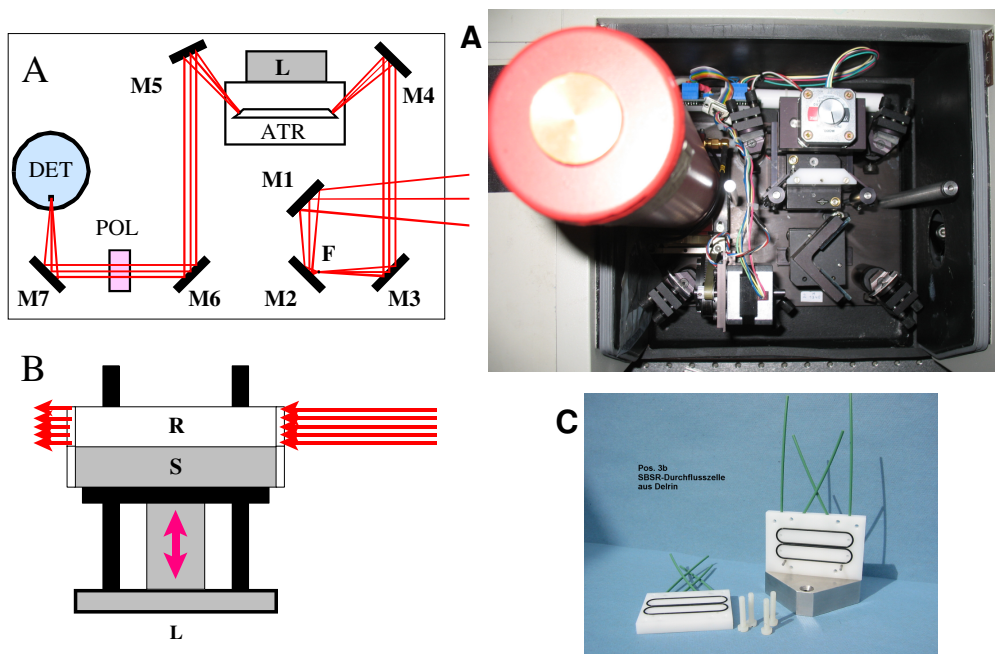 A
M5
L
M4
ATR
DET
M1
POL
F
M7
M6
M2
M3
B
R
S
L
A
C
Pos. 3b
SBSR-Durchflusszelle
aus Delrin